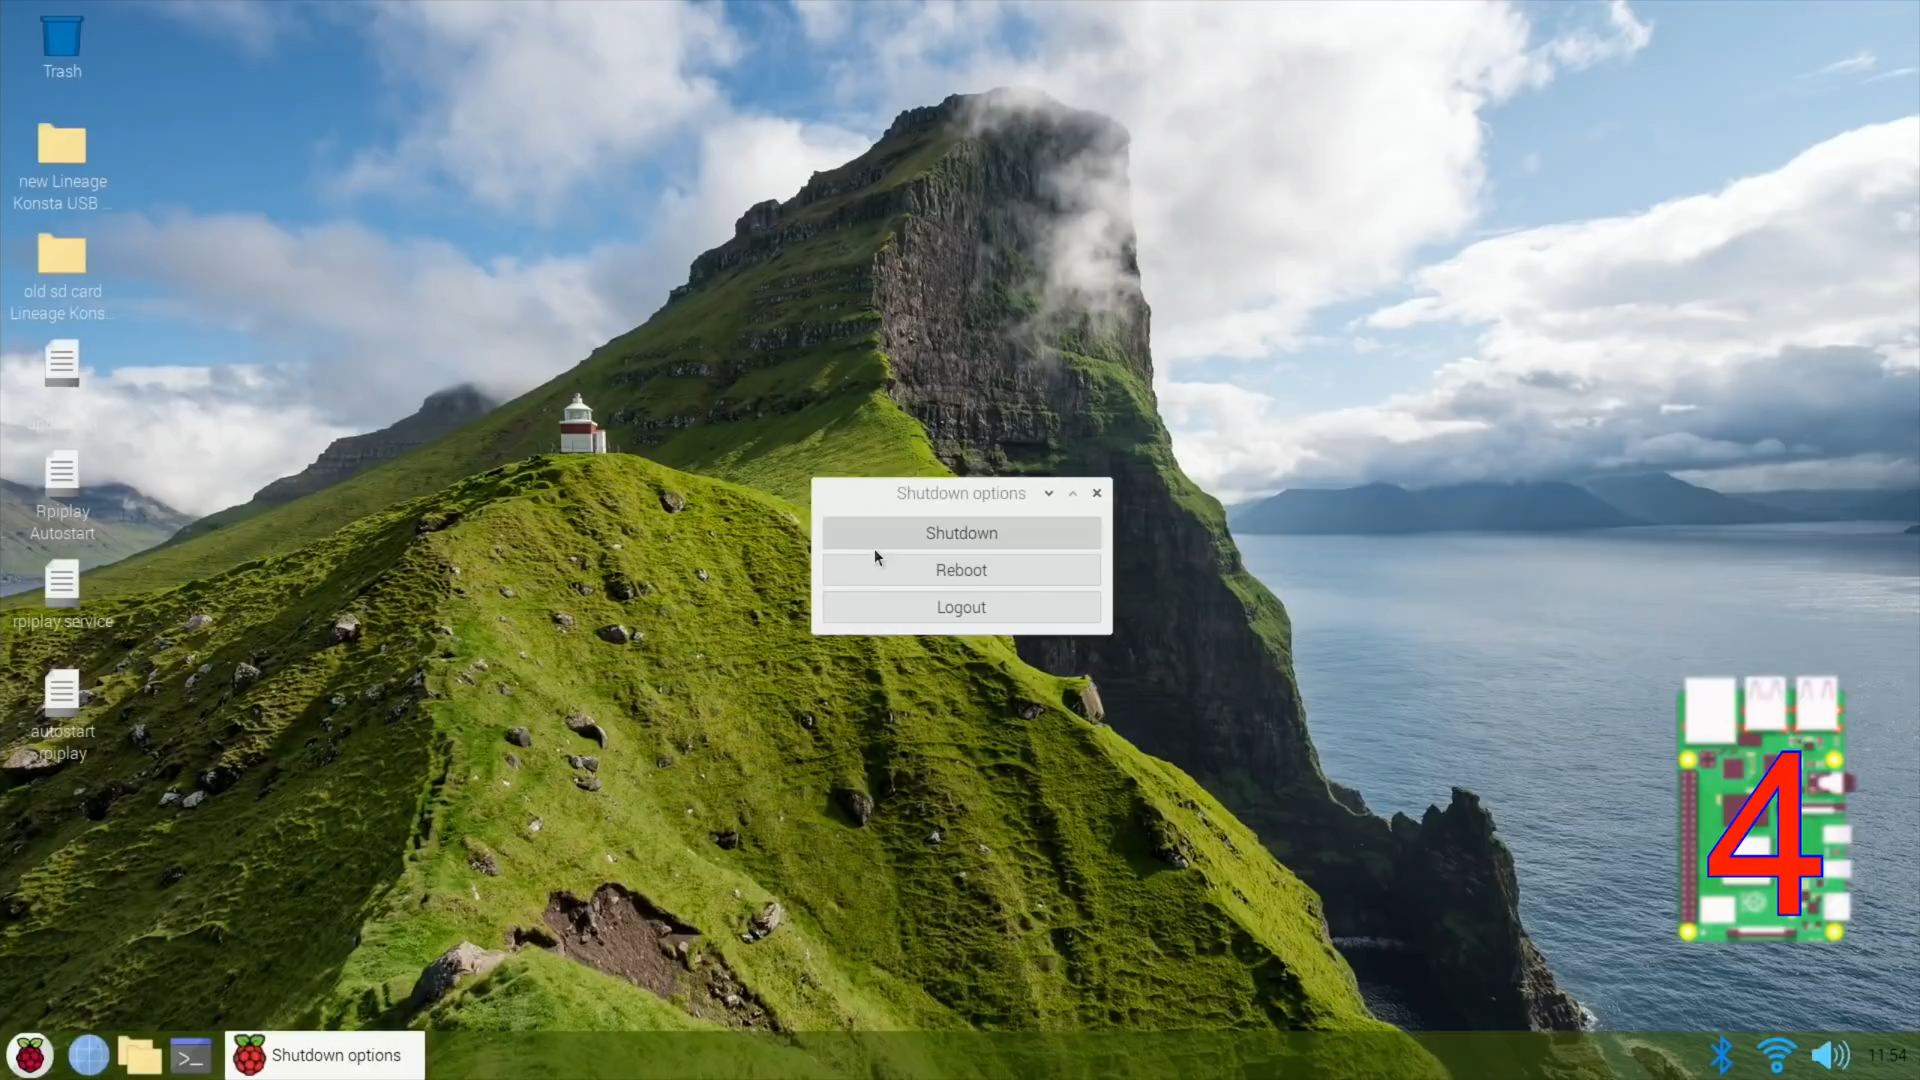 Trash
new Lineage
Konsta USB ...
old sd card
Lineage Kons...
Rpiplay
Autostart
rpiplay.service
autostart
rpiplay
Shutdown options
Shutdown
Reboot
Logout
4
Shutdown options
11:54